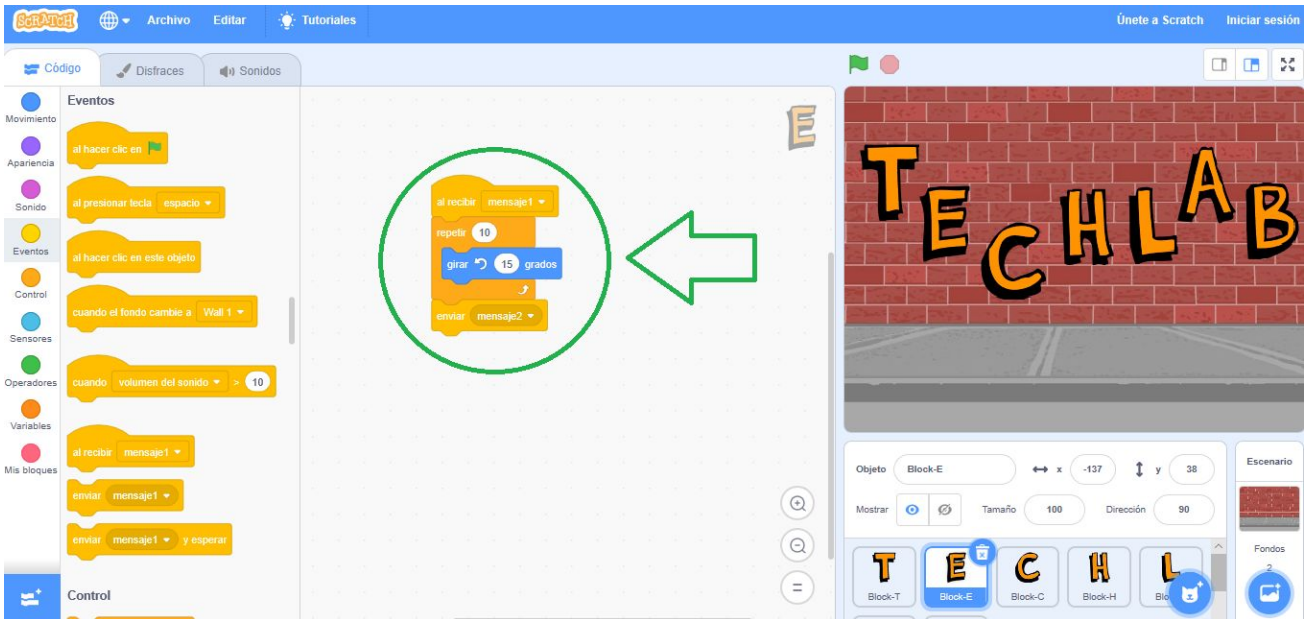 SCRATCH Archivo Editar Tutoriales Únete a Scratch Iniciar sesión
Código Disfraces Sonidos
Movimiento
Apariencia
Sonido
Eventos
Control
Sensores
Operadores
Variables
Mis bloques
Eventos
al hacer clic en
al presionar tecla espacio
al hacer clic en este objeto
cuando el fondo cambie a Wall 1
cuando volumen del sonido > 10
al recibir mensaje1
enviar mensaje1
enviar mensaje1 y esperar
Control
E
al recibir mensaje1
repetir 10
girar 15 grados
enviar mensaje2
TECHLAB
Objeto Block-E x -137 y 38
Mostrar Tamaño 100 Dirección 90
T E C H L
Block-T Block-E Block-C Block-H
Escenario
Fondos
2